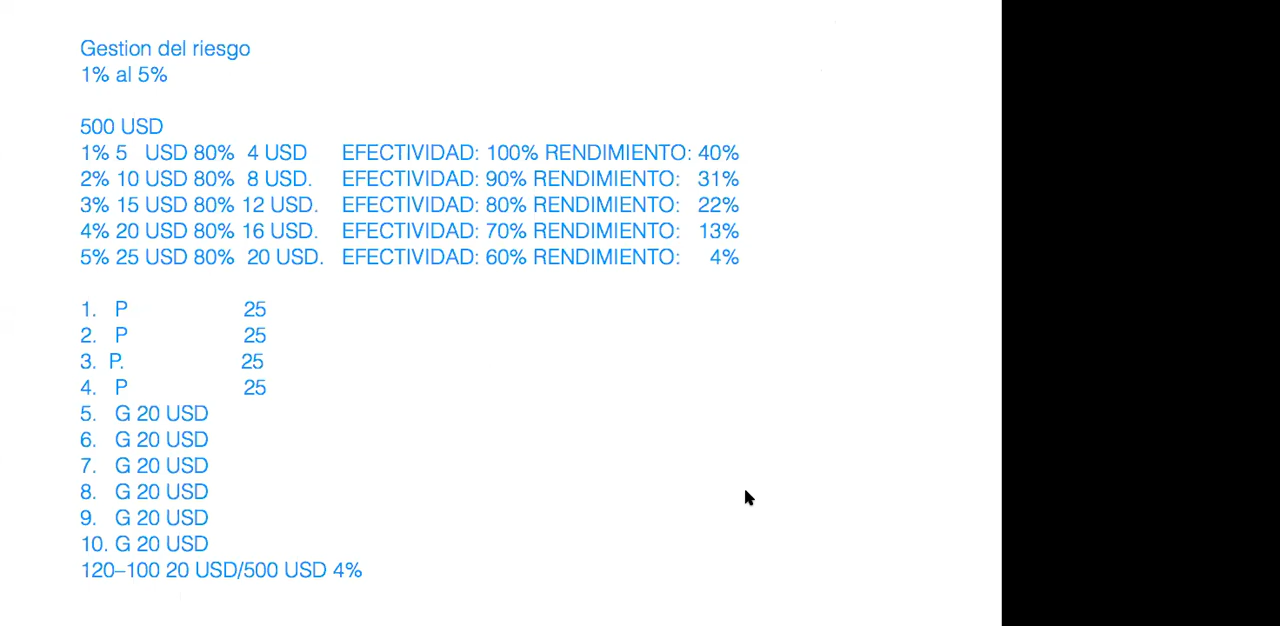 Gestion del riesgo
1% al 5%
500 USD
1% 5 USD 80% 4 USD EFECTIVIDAD: 100% RENDIMIENTO: 40%
2% 10 USD 80% 8 USD. EFECTIVIDAD: 90% RENDIMIENTO: 31%
3% 15 USD 80% 12 USD. EFECTIVIDAD: 80% RENDIMIENTO: 22%
4% 20 USD 80% 16 USD. EFECTIVIDAD: 70% RENDIMIENTO: 13%
5% 25 USD 80% 20 USD. EFECTIVIDAD: 60% RENDIMIENTO: 4%
1. P 25
2. P 25
3. P. 25
4. P 25
5. G 20 USD
6. G 20 USD
7. G 20 USD
8. G 20 USD
9. G 20 USD
10. G 20 USD
120–100 20 USD/500 USD 4%